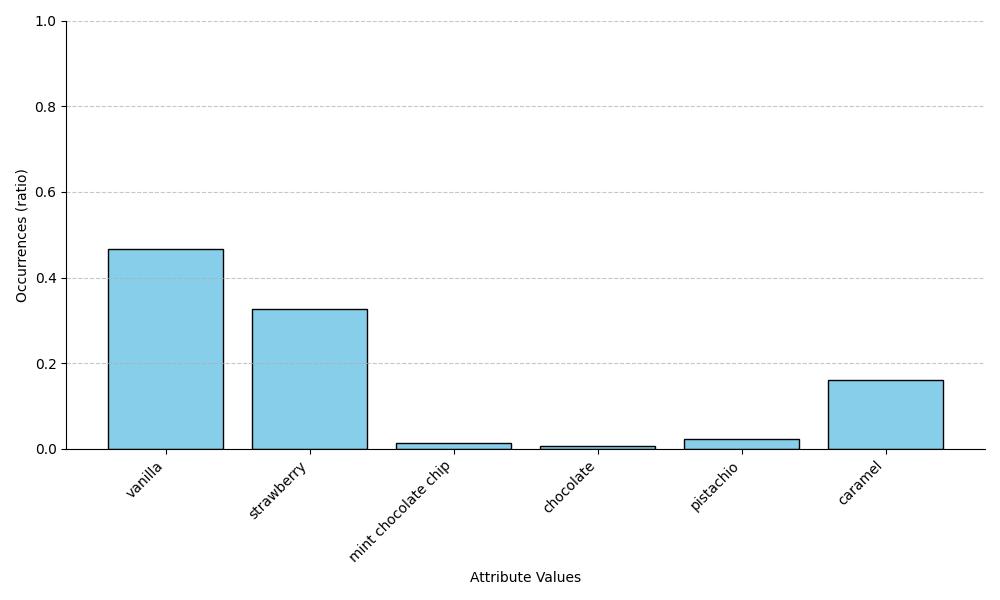 1.0
0.8
0.6
0.4
0.2
0.0
Occurrences (ratio)
vanilla
strawberry
mint chocolate chip
chocolate
pistachio
caramel
Attribute Values